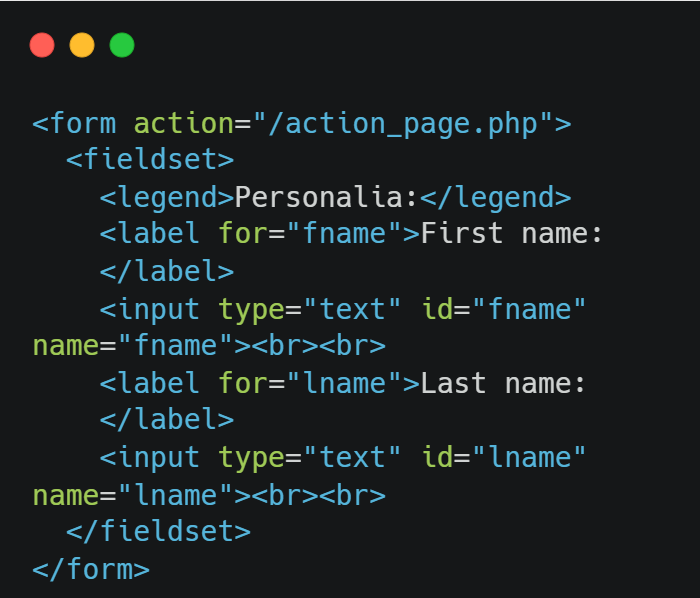 <form action="/action_page.php">
  <fieldset>
    <legend>Personalia:</legend>
    <label for="fname">First name:
    </label>
    <input type="text" id="fname"
name="fname"><br><br>
    <label for="lname">Last name:
    </label>
    <input type="text" id="lname"
name="lname"><br><br>
  </fieldset>
</form>